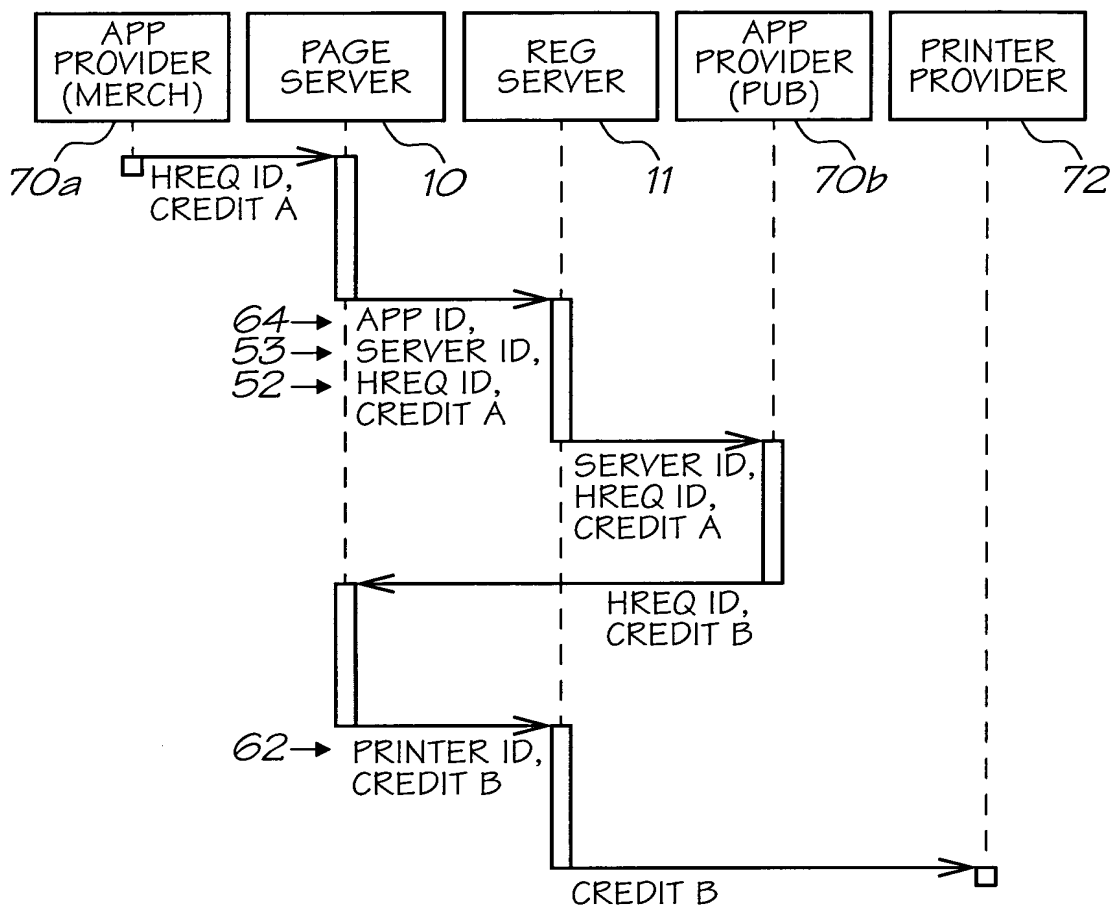 APP
PROVIDER
(MERCH)
PAGE
SERVER
REG
SERVER
APP
PROVIDER
(PUB)
PRINTER
PROVIDER
70a
10
11
70b
72
HREQ ID,
CREDIT A
64
APP ID,
53
SERVER ID,
52
HREQ ID,
CREDIT A
SERVER ID,
HREQ ID,
CREDIT A
HREQ ID,
CREDIT B
62
PRINTER ID,
CREDIT B
CREDIT B